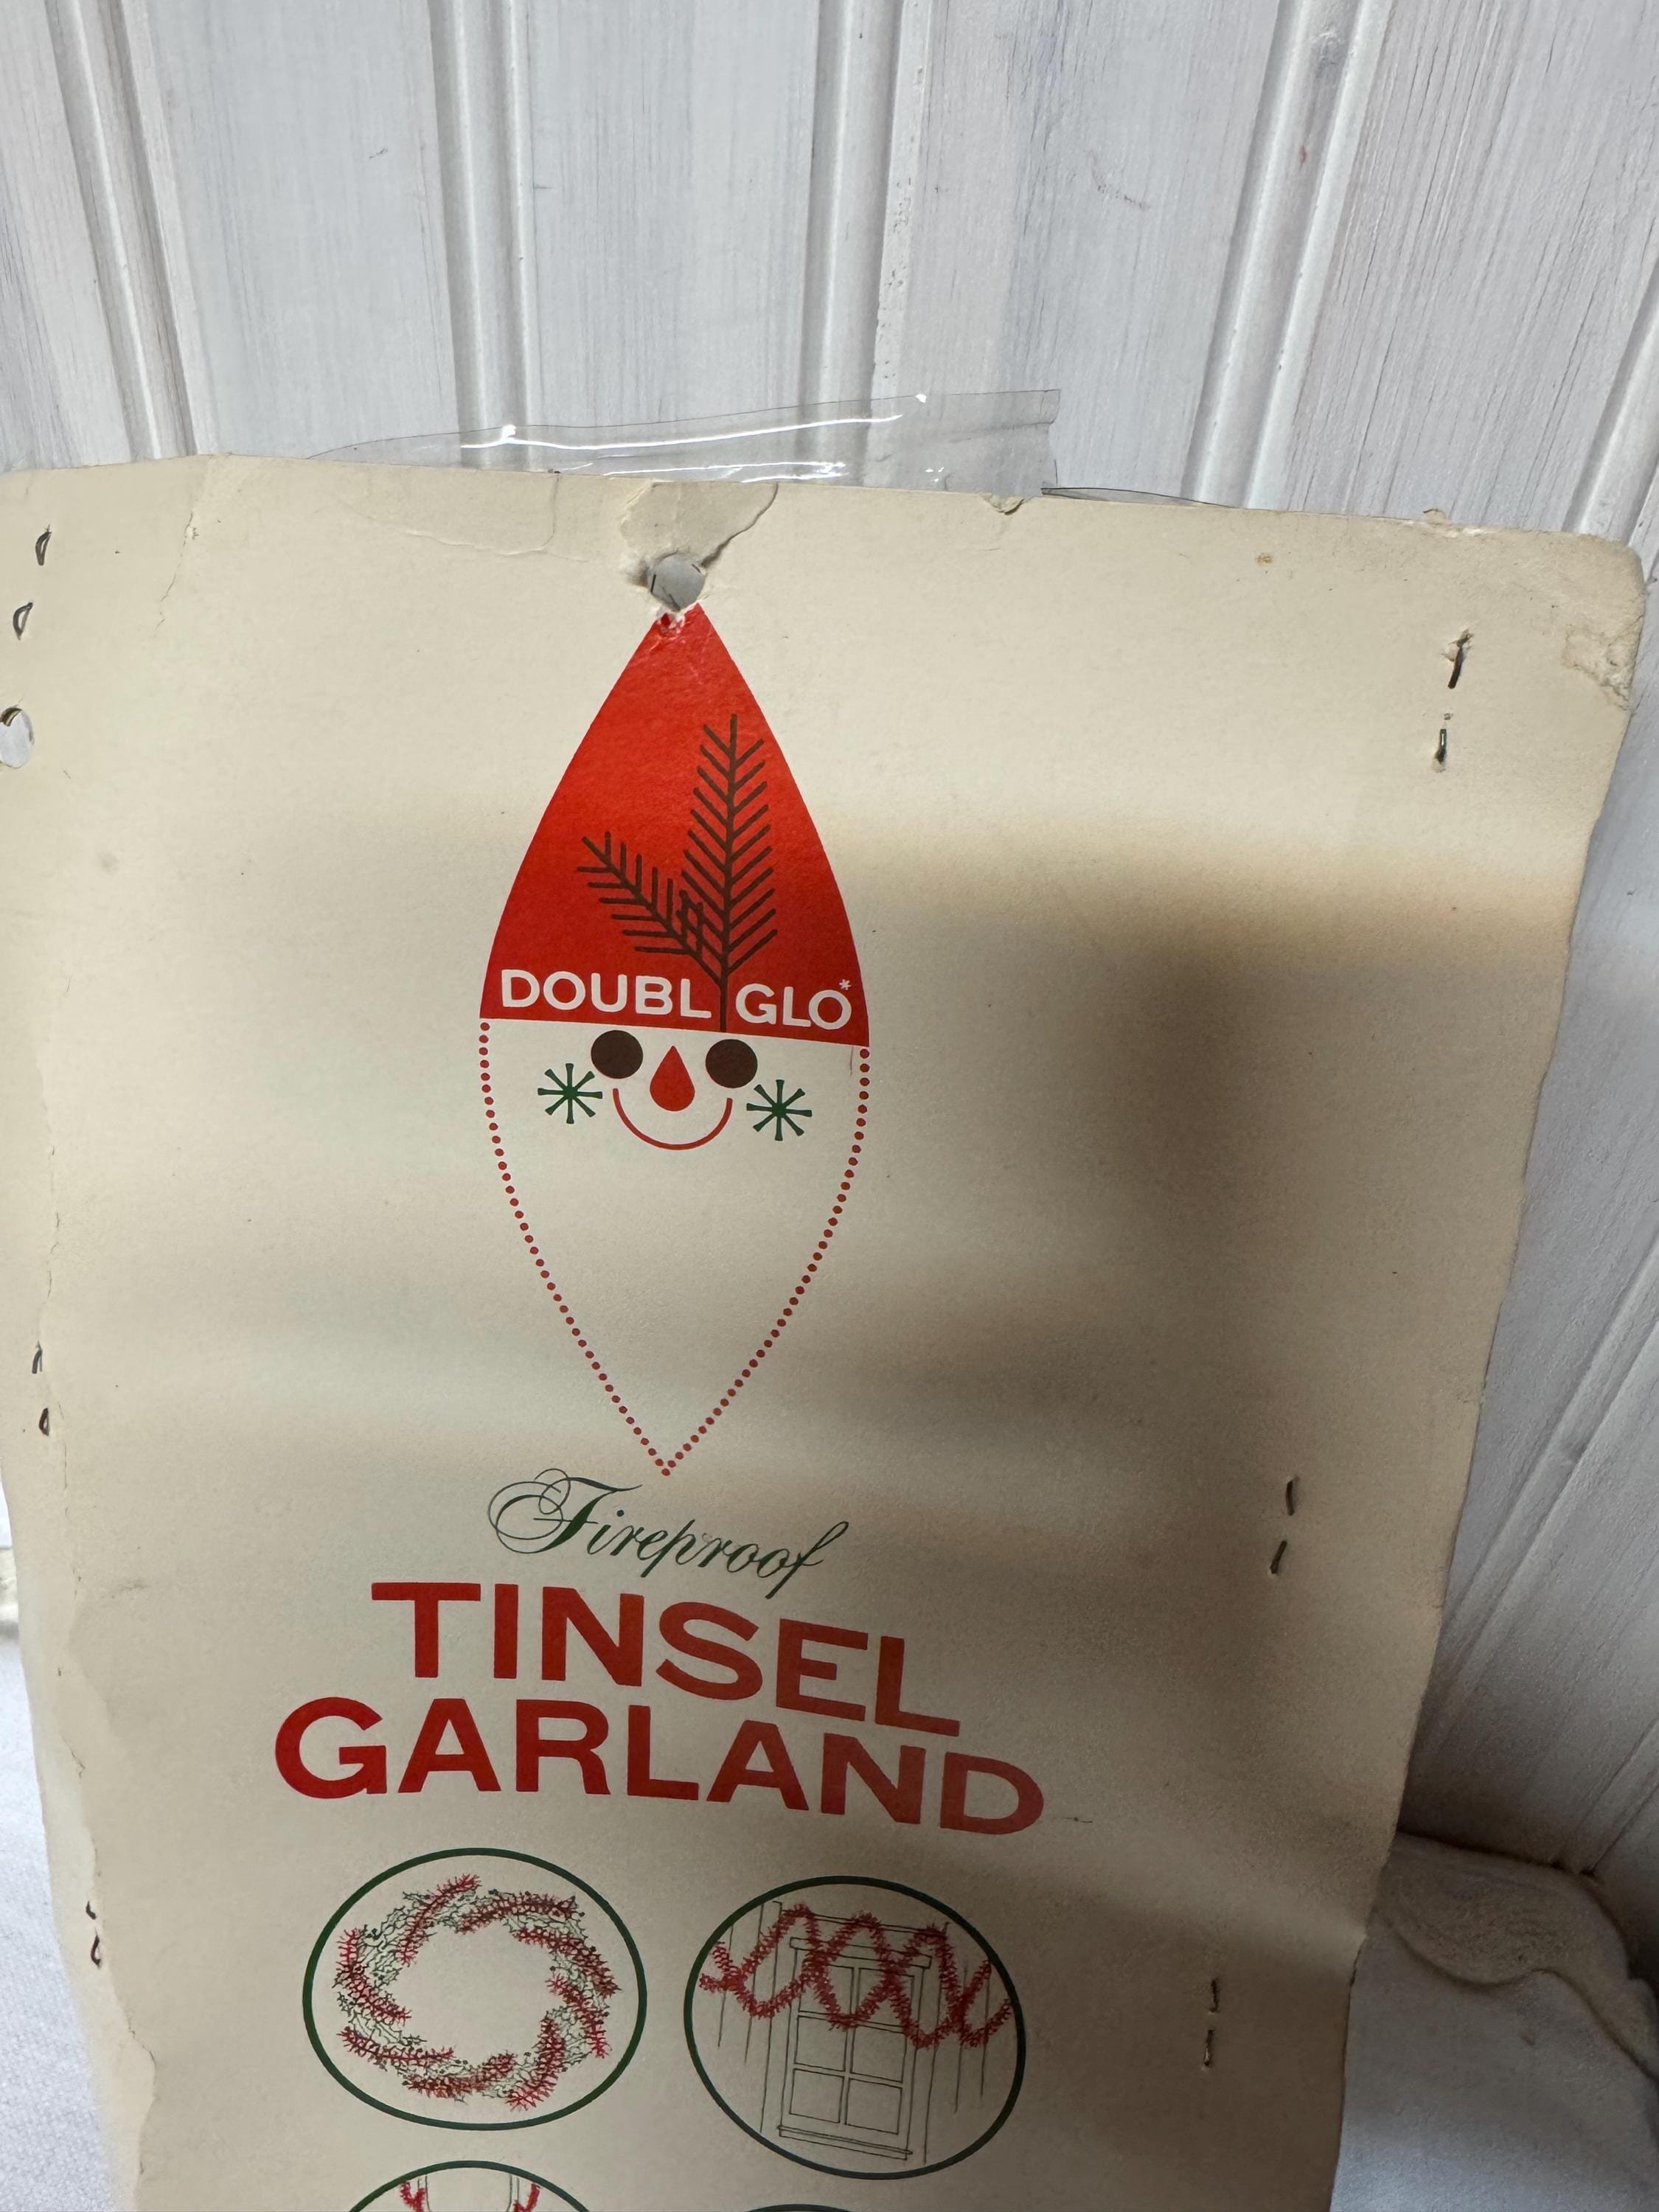 DOUBL GLO*
Fireproof
TINSEL
GARLAND